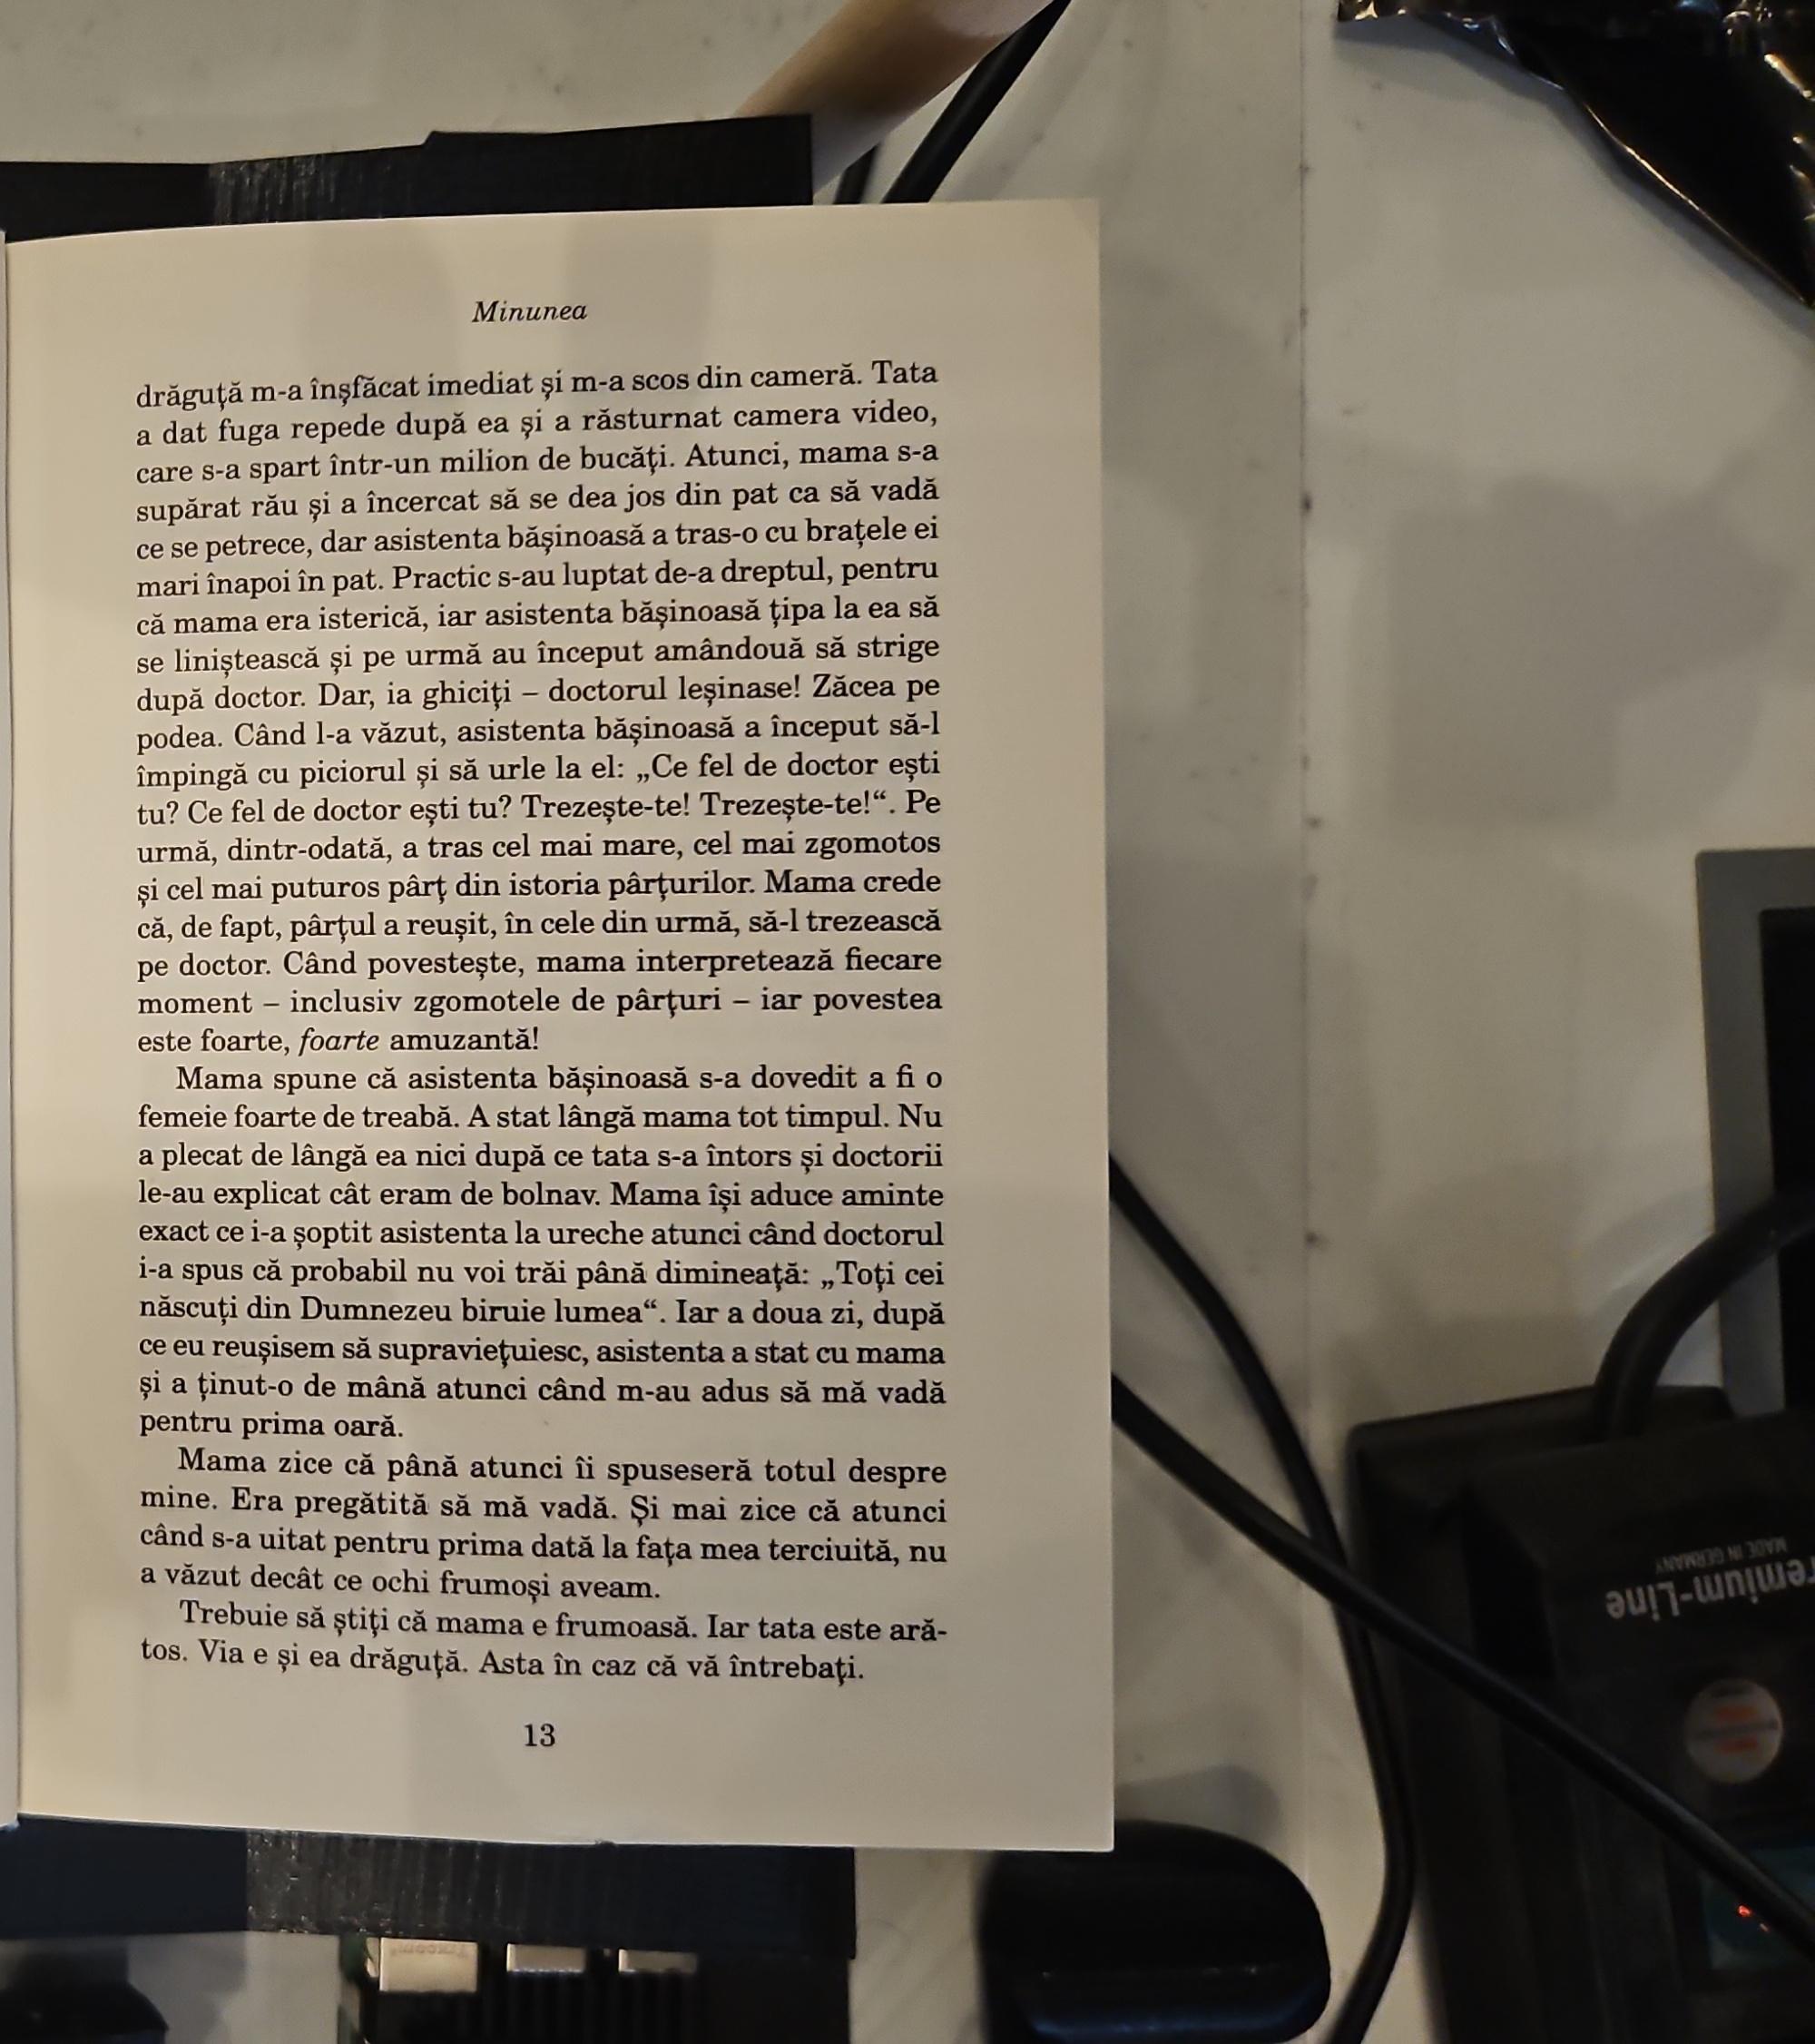 Minunea
drăguță m-a înșfăcat imediat și m-a scos din cameră. Tata
a dat fuga repede după ea și a răsturnat camera video,
care s-a spart într-un milion de bucăți. Atunci, mama s-a
supărat rău și a încercat să se dea jos din pat ca să vadă
ce se petrece, dar asistenta bășinoasă a tras-o cu brațele ei
mari înapoi în pat. Practic s-au luptat de-a dreptul, pentru
că mama era isterică, iar asistenta bășinoasă țipa la ea să
se liniștească și pe urmă au început amândouă să strige
după doctor. Dar, ia ghiciți – doctorul leșinase! Zăcea pe
podea. Când l-a văzut, asistenta bășinoasă a început să-l
împingă cu piciorul și să urle la el: „Ce fel de doctor ești
tu? Ce fel de doctor ești tu? Trezește-te! Trezește-te!“. Pe
urmă, dintr-odată, a tras cel mai mare, cel mai zgomotos
și cel mai puturos pârț din istoria pârțurilor. Mama crede
că, de fapt, pârțul a reușit, în cele din urmă, să-l trezească
pe doctor. Când povestește, mama interpretează fiecare
moment – inclusiv zgomotele de pârțuri – iar povestea
este foarte, foarte amuzantă!
Mama spune că asistenta bășinoasă s-a dovedit a fi o
femeie foarte de treabă. A stat lângă mama tot timpul. Nu
a plecat de lângă ea nici după ce tata s-a întors și doctorii
le-au explicat cât eram de bolnav. Mama își aduce aminte
exact ce i-a șoptit asistenta la ureche atunci când doctorul
i-a spus că probabil nu voi trăi până dimineață: „Toți cei
născuți din Dumnezeu biruie lumea“. Iar a doua zi, după
ce eu reușisem să supraviețuiesc, asistenta a stat cu mama
și a ținut-o de mână atunci când m-au adus să mă vadă
pentru prima oară.
Mama zice că până atunci îi spuseseră totul despre
mine. Era pregătită să mă vadă. Și mai zice că atunci
când s-a uitat pentru prima dată la fața mea terciuită, nu
a văzut decât ce ochi frumoși aveam.
Trebuie să știți că mama e frumoasă. Iar tata este ară-
tos. Via e și ea drăguță. Asta în caz că vă întrebați.
13
remium-Line
MADE IN GERMANY